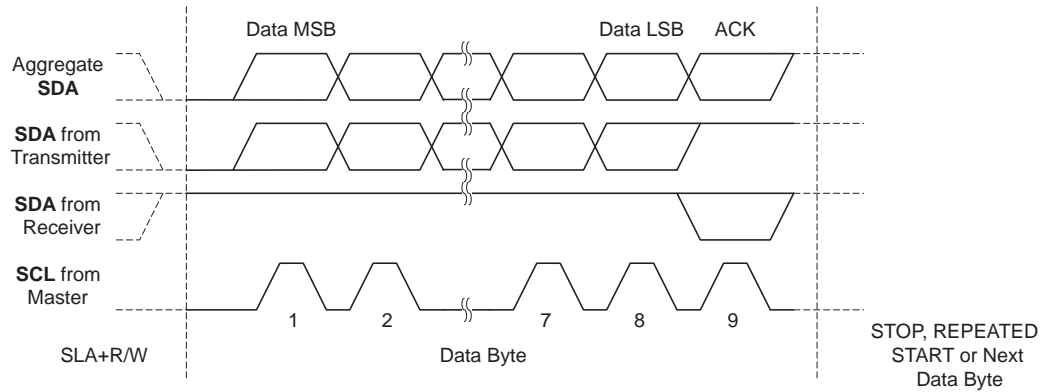 Data MSB
Data LSB
ACK
Aggregate
SDA
SDA from
Transmitter
SDA from
Receiver
SCL from
Master
1
2
7
8
9
SLA+R/W
Data Byte
STOP, REPEATED
START or Next
Data Byte